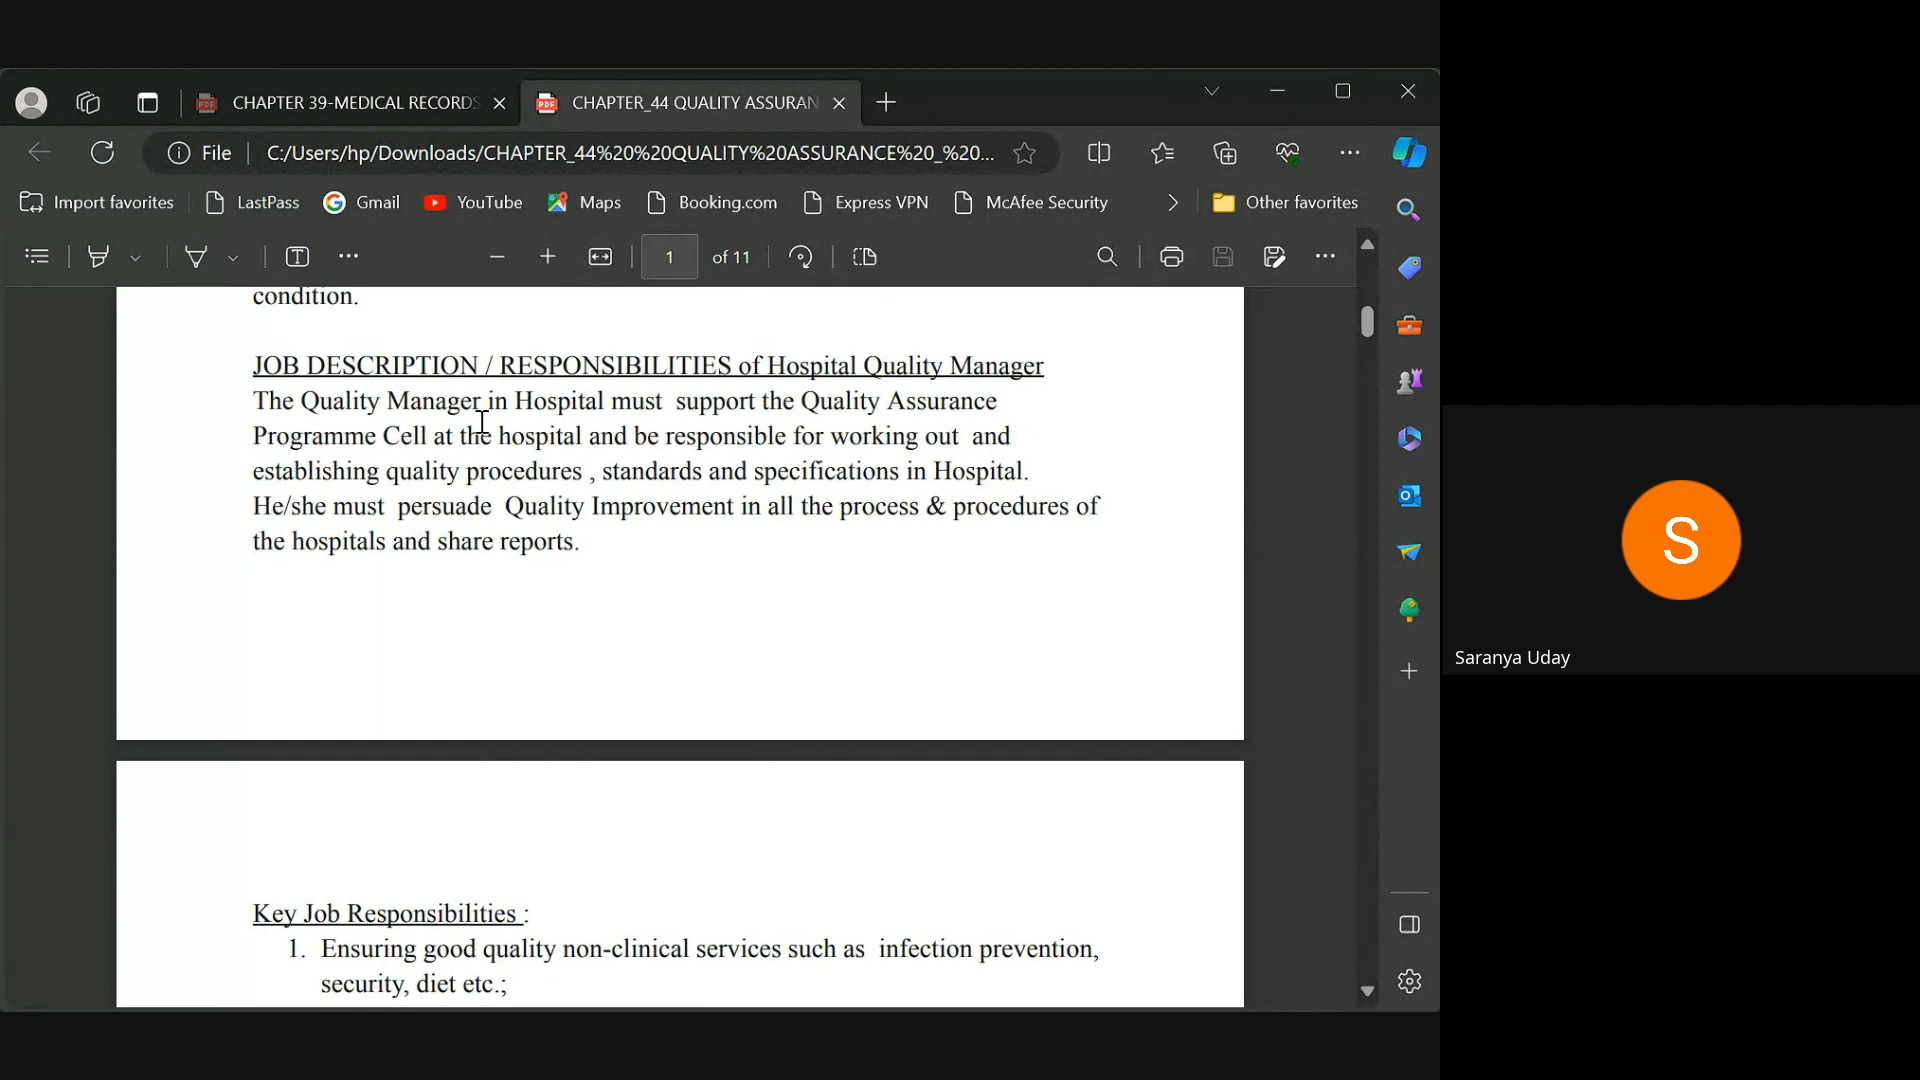 CHAPTER 39-MEDICAL RECORDS
CHAPTER_44 QUALITY ASSURAN
File
C:/Users/hp/Downloads/CHAPTER_44%20%20QUALITY%20ASSURANCE%20_%20...
Import favorites
LastPass
Gmail
YouTube
Maps
Booking.com
Express VPN
McAfee Security
Other favorites
1 of 11
condition.
JOB DESCRIPTION / RESPONSIBILITIES of Hospital Quality Manager
The Quality Manager in Hospital must support the Quality Assurance
Programme Cell at the hospital and be responsible for working out and
establishing quality procedures , standards and specifications in Hospital.
He/she must persuade Quality Improvement in all the process & procedures of
the hospitals and share reports.
Key Job Responsibilities :
1. Ensuring good quality non-clinical services such as infection prevention,
security, diet etc.;
S
Saranya Uday